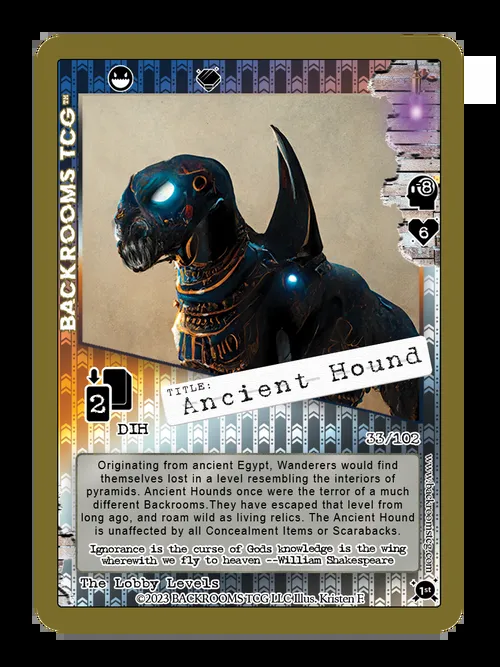 BACKROOMS TCG™
8
6
TITLE:
Ancient Hound
2
DIH
33/102
Originating from ancient Egypt, Wanderers would find
themselves lost in a level resembling the interiors of
pyramids. Ancient Hounds once were the terror of a much
different Backrooms.They have escaped that level from
long ago, and roam wild as living relics. The Ancient Hound
is unaffected by all Concealment Items or Scarabacks.
Ignorance is the curse of Gods knowledge is the wing
wherewith we fly to heaven --William Shakespeare
www.backroomstcg.com
The Lobby Levels
1st
©2023 BACKROOMS TCG LLC Illus. Kristen F.